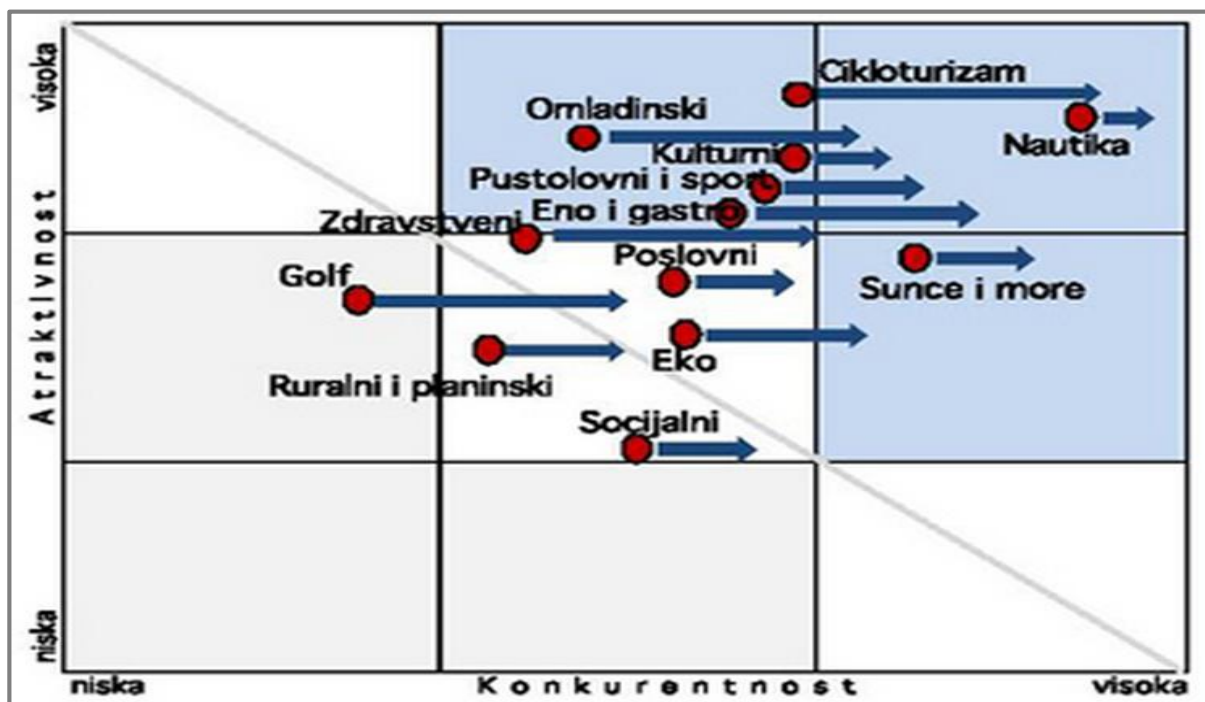 visoka
Atraktivnost
niska
Cikloturizam
Omladinski
Nautika
Kulturni
Pustolovni i sport
Eno i gastro
Zdravstveni
Poslovni
Golf
Sunce i more
Eko
Ruralni i planinski
Socijalni
niska
Konkurentnost
visoka